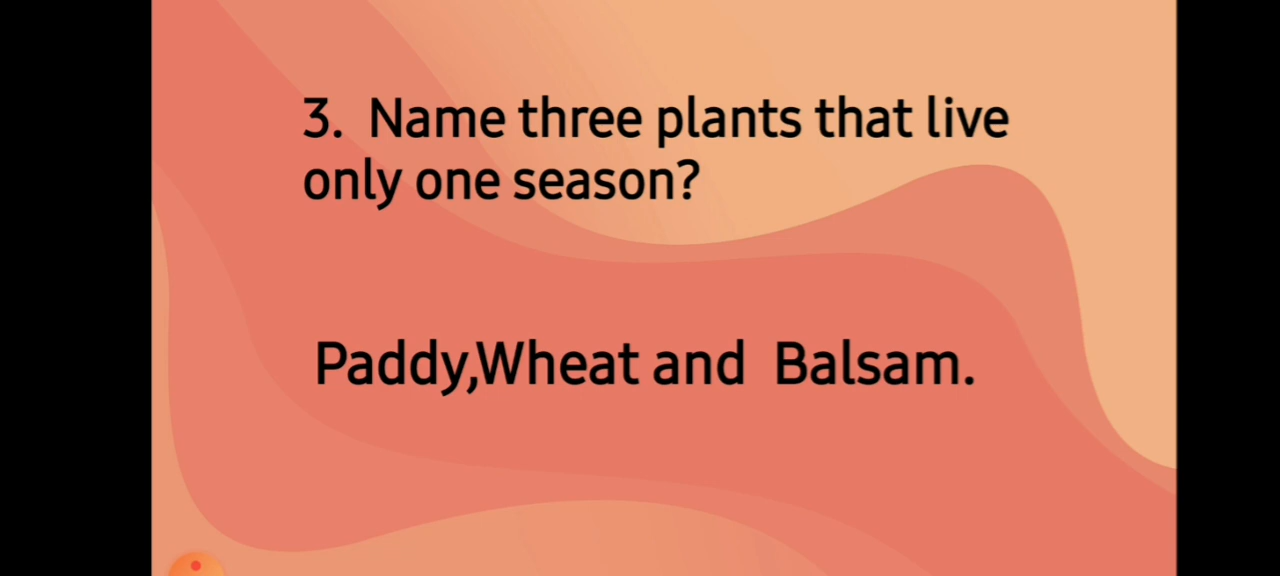 3. Name three plants that live
only one season?
Paddy,Wheat and Balsam.